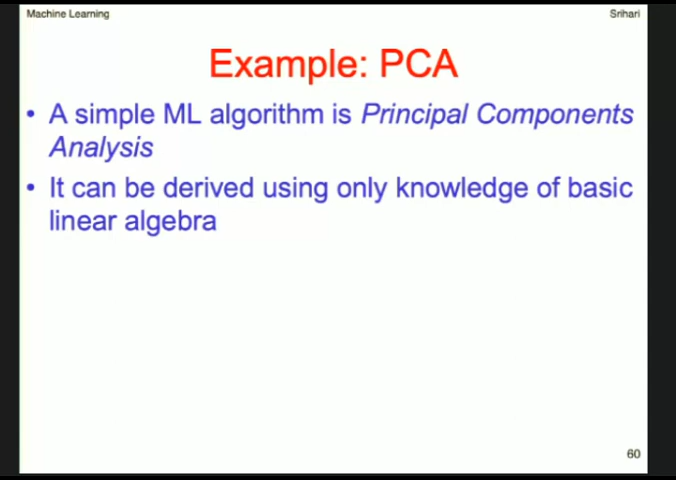 Machine Learning
Srihari
Example: PCA
• A simple ML algorithm is Principal Components
Analysis
• It can be derived using only knowledge of basic
linear algebra
60